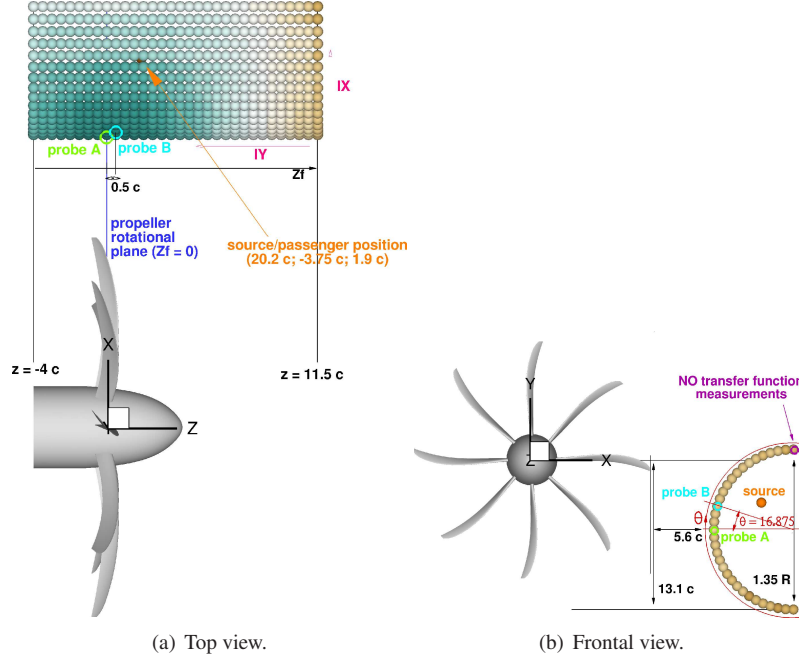 IX
probe A
probe B
IY
Zf
0.5 c
propeller
rotational
plane (Zf = 0)
source/passenger position
(20.2 c; -3.75 c; 1.9 c)
X
z = -4 c
z = 11.5 c
Z
NO transfer function
measurements
Y
Z
X
probe B
source
θ
θ = 16.875
5.6 c
probe A
13.1 c
1.35 R
(a) Top view.
(b) Frontal view.